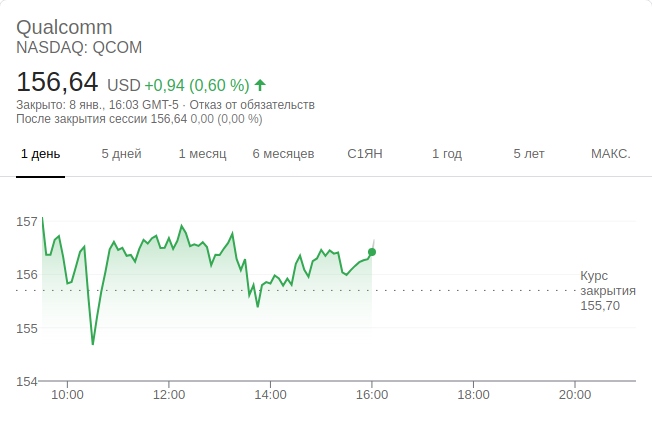 Qualcomm
NASDAQ: QCOM
156,64 USD +0,94 (0,60 %)
Закрыто: 8 янв., 16:03 GMT-5 · Отказ от обязательств
После закрытия сессии 156,64 0,00 (0,00 %)
1 день 5 дней 1 месяц 6 месяцев С1ЯН 1 год 5 лет МАКС.
157
156
155
154
Курс
закрытия
155,70
10:00 12:00 14:00 16:00 18:00 20:00